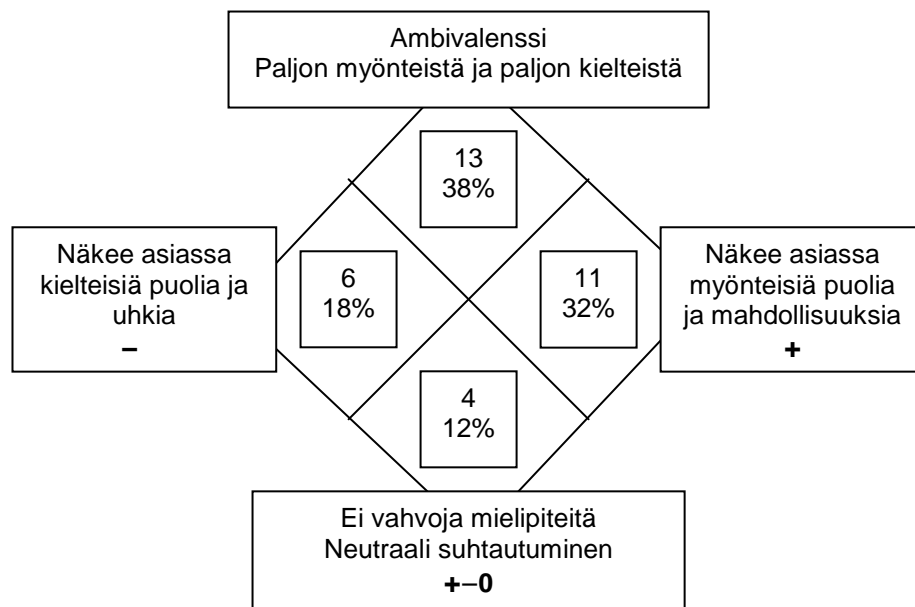 Ambivalenssi
Paljon myönteistä ja paljon kielteistä
13
38%
Näkee asiassa
kielteisiä puolia ja
uhkia
–
6
18%
11
32%
Näkee asiassa
myönteisiä puolia
ja mahdollisuuksia
+
4
12%
Ei vahvoja mielipiteitä
Neutraali suhtautuminen
+–0